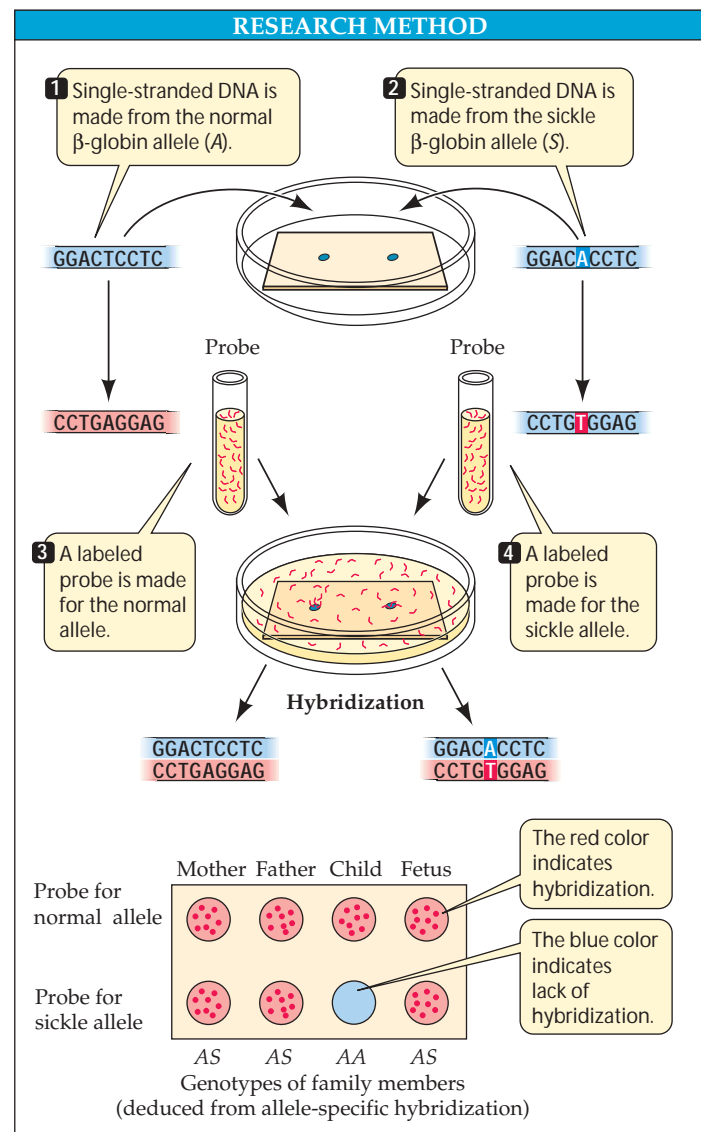 RESEARCH METHOD
1 Single-stranded DNA is
made from the normal
β-globin allele (A).
2 Single-stranded DNA is
made from the sickle
β-globin allele (S).
GGACTCCTC
GGACACCTC
Probe
Probe
CCTGAGGAG
CCTGTGGAG
3 A labeled
probe is made
for the normal
allele.
4 A labeled
probe is
made for the
sickle allele.
Hybridization
GGACTCCTC
CCTGAGGAG
GGACACCTC
CCTGTGGAG
The red color
indicates
hybridization.
Mother Father Child Fetus
Probe for
normal allele
The blue color
indicates
lack of
hybridization.
Probe for
sickle allele
AS AS AA AS
Genotypes of family members
(deduced from allele-specific hybridization)